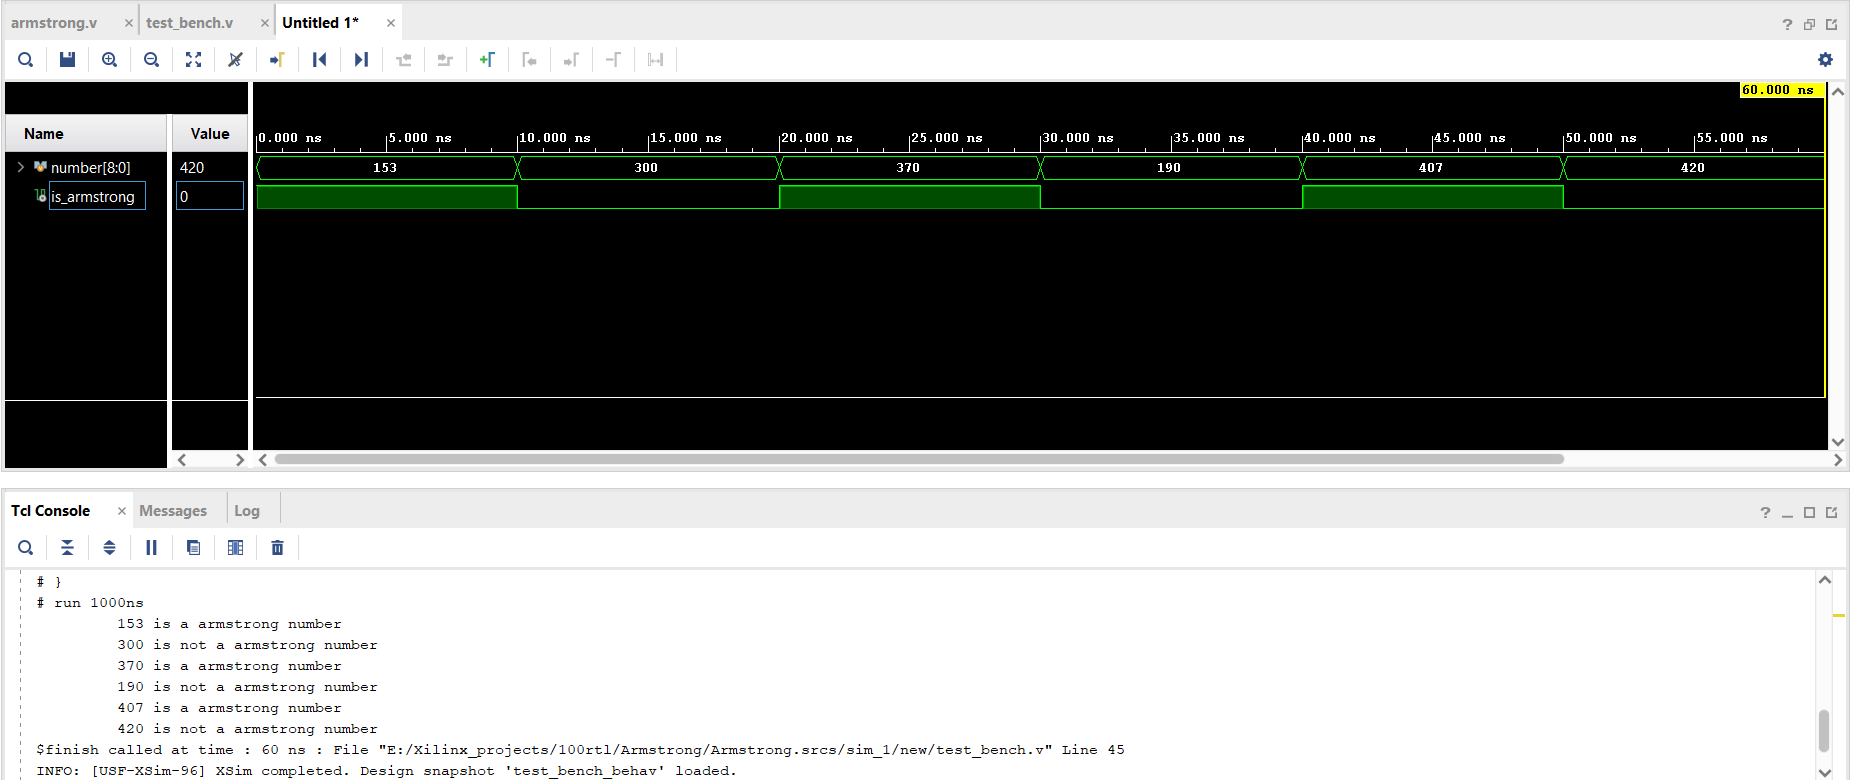 armstrong.v × test_bench.v × Untitled 1* ×
60.000 ns
Name Value
0.000 ns 5.000 ns 10.000 ns 15.000 ns 20.000 ns 25.000 ns 30.000 ns 35.000 ns 40.000 ns 45.000 ns 50.000 ns 55.000 ns
number[8:0] 420 153 300 370 190 407 420
is_armstrong 0
Tcl Console × Messages Log
# }
# run 1000ns
153 is a armstrong number
300 is not a armstrong number
370 is a armstrong number
190 is not a armstrong number
407 is a armstrong number
420 is not a armstrong number
$finish called at time : 60 ns : File "E:/Xilinx_projects/100rtl/Armstrong/Armstrong.srcs/sim_1/new/test_bench.v" Line 45
INFO: [USF-XSim-96] XSim completed. Design snapshot 'test_bench_behav' loaded.